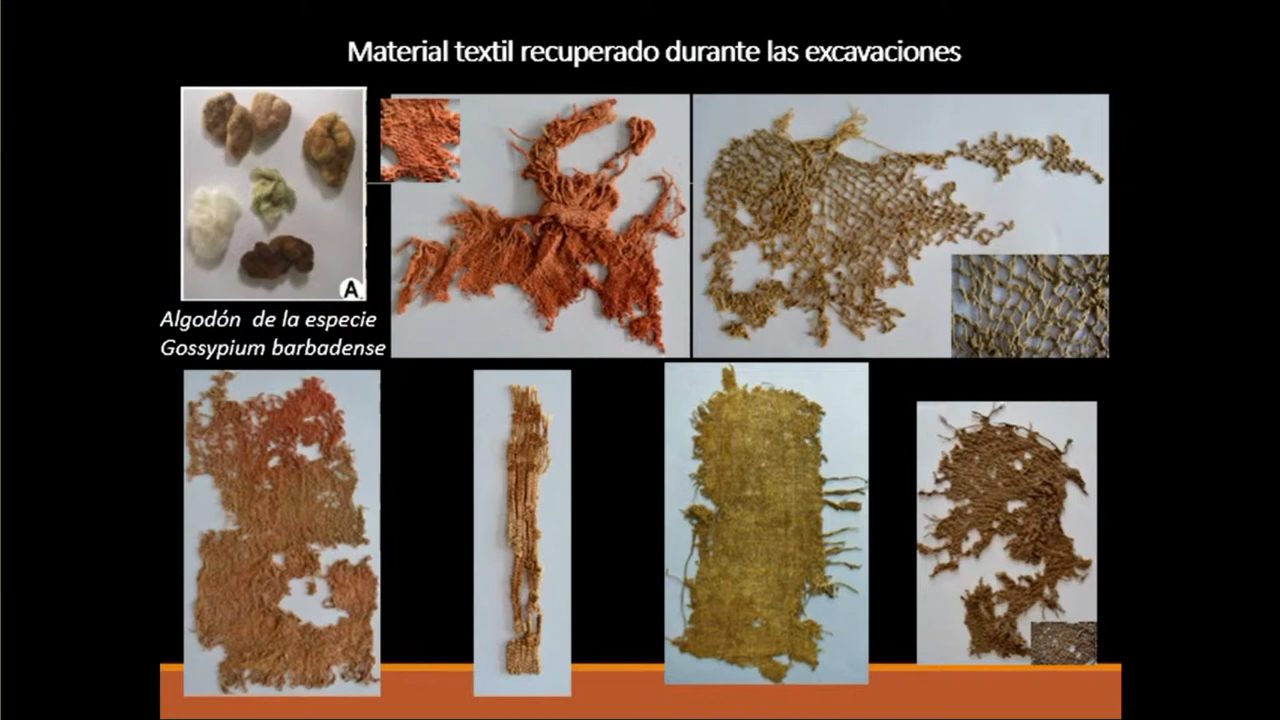 Material textil recuperado durante las excavaciones
A
Algodón de la especie
Gossypium barbadense